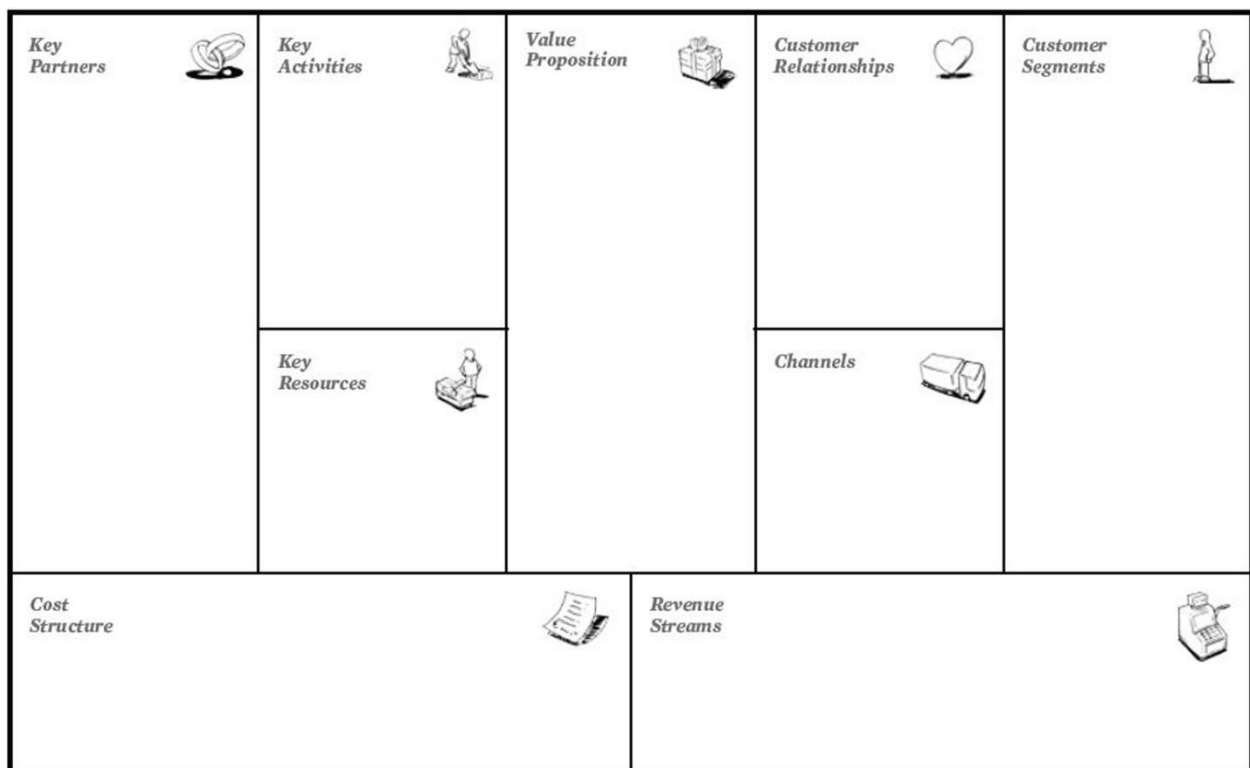 Key
Partners
Key
Activities
Value
Proposition
Customer
Relationships
Customer
Segments
Key
Resources
Channels
Cost
Structure
Revenue
Streams